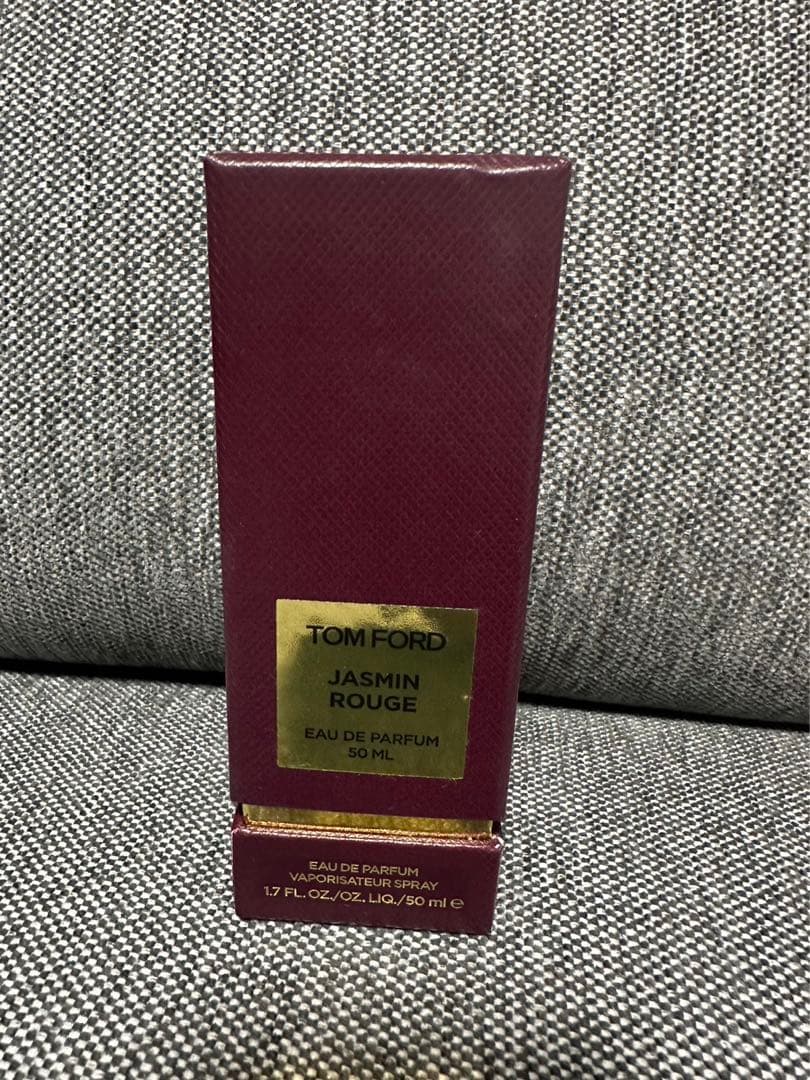 TOM FORD
JASMIN
ROUGE
EAU DE PARFUM
50 ML
EAU DE PARFUM
VAPORISATEUR SPRAY
1.7 FL. OZ./OZ. LIQ./50 ml e